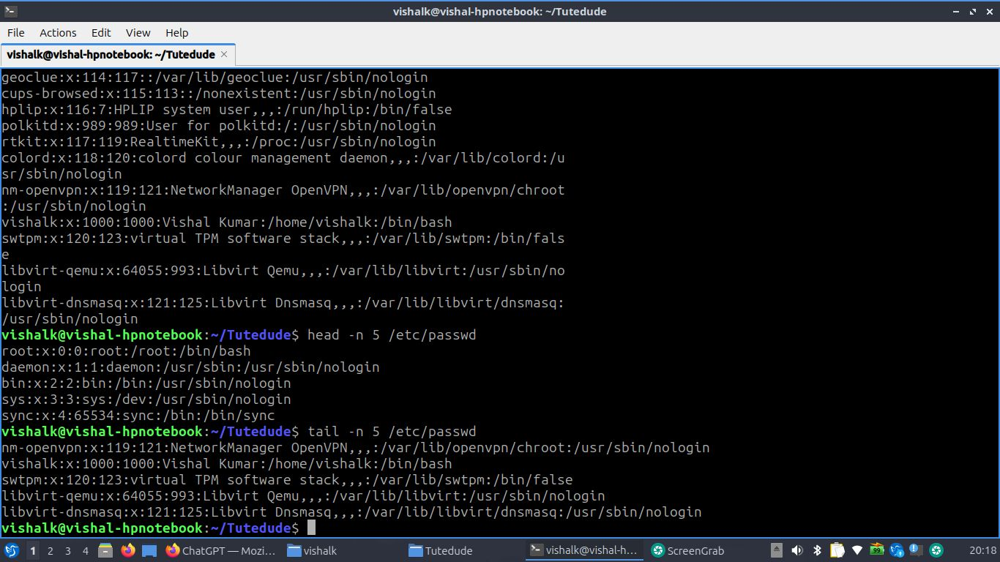 vishalk@vishal-hpnotebook: ~/Tutedude
File Actions Edit View Help
vishalk@vishal-hpnotebook: ~/Tutedude
geoclue:x:114:117::/var/lib/geoclue:/usr/sbin/nologin
cups-browsed:x:115:113::/nonexistent:/usr/sbin/nologin
hplip:x:116:7:HPLIP system user,,,:/run/hplip:/bin/false
polkitd:x:989:989:User for polkitd:/:/usr/sbin/nologin
rtkit:x:117:119:RealtimeKit,,,:/proc:/usr/sbin/nologin
colord:x:118:120:colord colour management daemon,,,:/var/lib/colord:/u
sr/sbin/nologin
nm-openvpn:x:119:121:NetworkManager OpenVPN,,,:/var/lib/openvpn/chroot
:/usr/sbin/nologin
vishalk:x:1000:1000:Vishal Kumar:/home/vishalk:/bin/bash
swtpm:x:120:123:virtual TPM software stack,,,:/var/lib/swtpm:/bin/fals
e
libvirt-qemu:x:64055:993:Libvirt Qemu,,,:/var/lib/libvirt:/usr/sbin/no
login
libvirt-dnsmasq:x:121:125:Libvirt Dnsmasq,,,:/var/lib/libvirt/dnsmasq:
/usr/sbin/nologin
vishalk@vishal-hpnotebook:~/Tutedude$ head -n 5 /etc/passwd
root:x:0:0:root:/root:/bin/bash
daemon:x:1:1:daemon:/usr/sbin:/usr/sbin/nologin
bin:x:2:2:bin:/bin:/usr/sbin/nologin
sys:x:3:3:sys:/dev:/usr/sbin/nologin
sync:x:4:65534:sync:/bin:/bin/sync
vishalk@vishal-hpnotebook:~/Tutedude$ tail -n 5 /etc/passwd
nm-openvpn:x:119:121:NetworkManager OpenVPN,,,:/var/lib/openvpn/chroot:/usr/sbin/nologin
vishalk:x:1000:1000:Vishal Kumar:/home/vishalk:/bin/bash
swtpm:x:120:123:virtual TPM software stack,,,:/var/lib/swtpm:/bin/false
libvirt-qemu:x:64055:993:Libvirt Qemu,,,:/var/lib/libvirt:/usr/sbin/nologin
libvirt-dnsmasq:x:121:125:Libvirt Dnsmasq,,,:/var/lib/libvirt/dnsmasq:/usr/sbin/nologin
vishalk@vishal-hpnotebook:~/Tutedude$
1 2 3 4 ChatGPT — Mozi... vishalk Tutedude vishalk@vishal-h... ScreenGrab 99 20:18